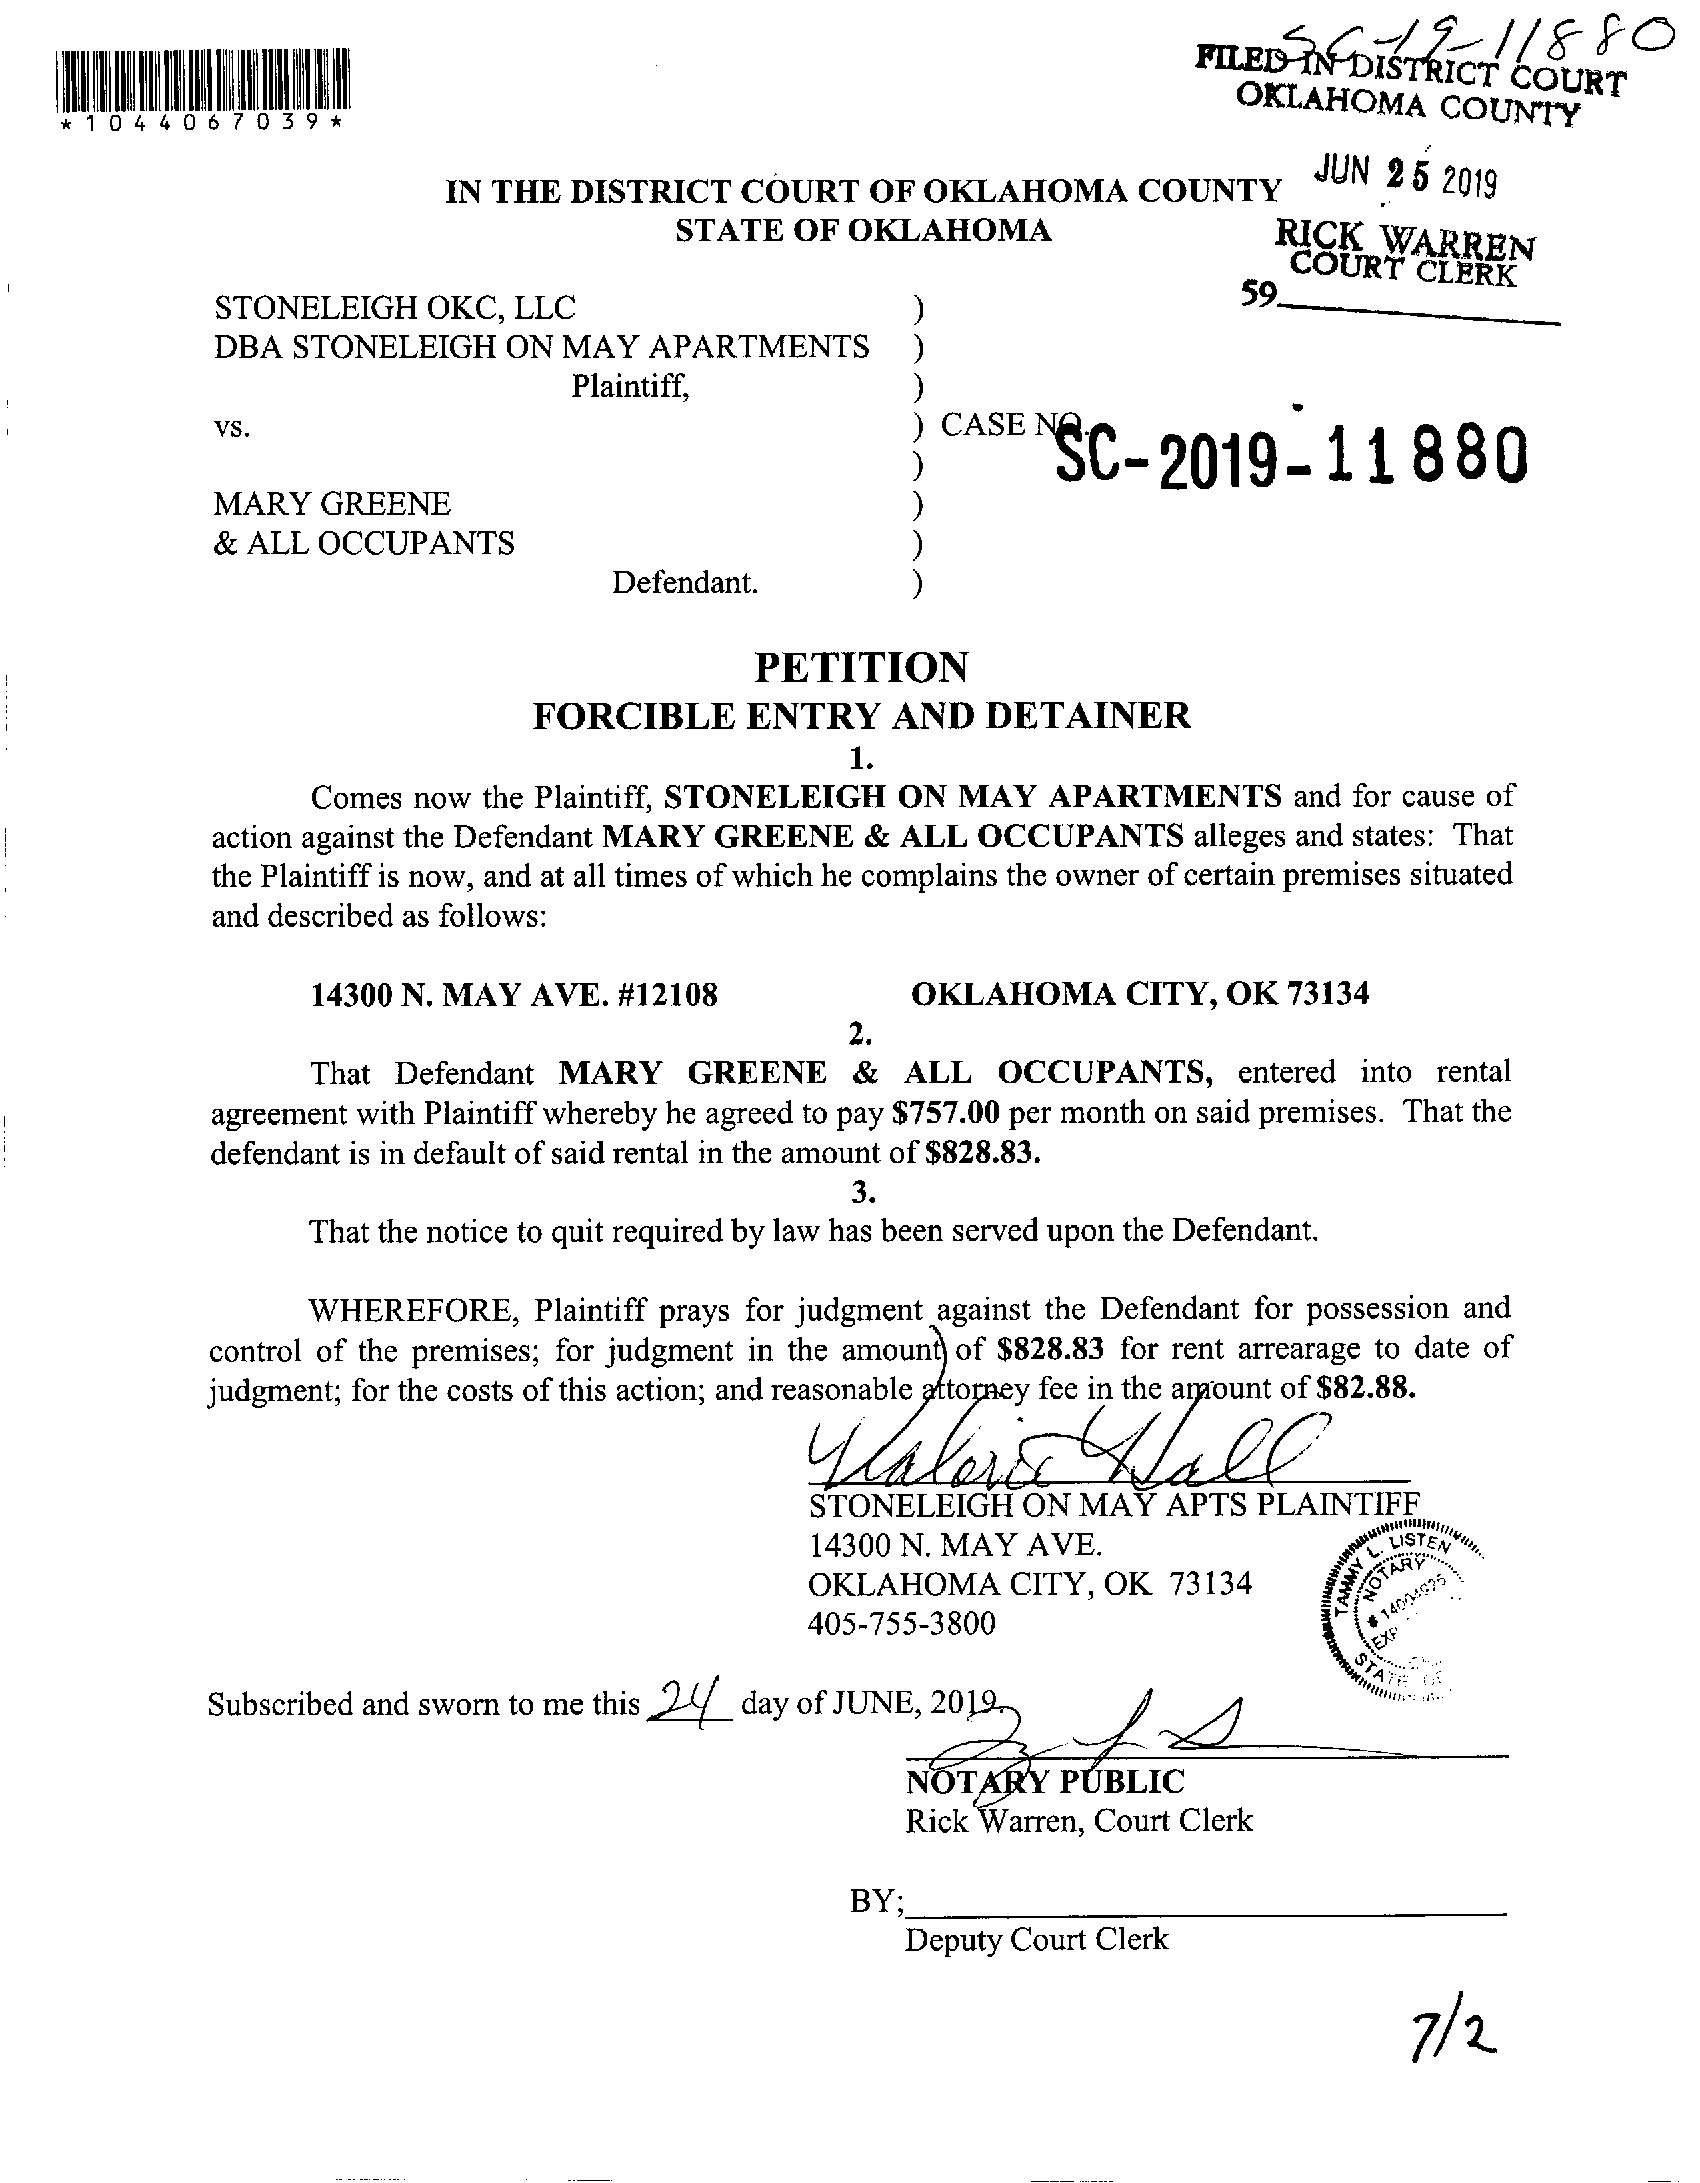 SC-19-11880
FILED IN DISTRICT COURT
OKLAHOMA COUNTY
*1044067039*
JUN 25 2019
IN THE DISTRICT COURT OF OKLAHOMA COUNTY
STATE OF OKLAHOMA
RICK WARREN
COURT CLERK
59
STONELEIGH OKC, LLC )
DBA STONELEIGH ON MAY APARTMENTS )
Plaintiff, )
vs. ) CASE NO. SC-2019-11880
)
MARY GREENE )
& ALL OCCUPANTS )
Defendant. )
PETITION
FORCIBLE ENTRY AND DETAINER
1.
Comes now the Plaintiff, STONELEIGH ON MAY APARTMENTS and for cause of
action against the Defendant MARY GREENE & ALL OCCUPANTS alleges and states: That
the Plaintiff is now, and at all times of which he complains the owner of certain premises situated
and described as follows:
14300 N. MAY AVE. #12108 OKLAHOMA CITY, OK 73134
2.
That Defendant MARY GREENE & ALL OCCUPANTS, entered into rental
agreement with Plaintiff whereby he agreed to pay $757.00 per month on said premises. That the
defendant is in default of said rental in the amount of $828.83.
3.
That the notice to quit required by law has been served upon the Defendant.
WHEREFORE, Plaintiff prays for judgment against the Defendant for possession and
control of the premises; for judgment in the amount of $828.83 for rent arrearage to date of
judgment; for the costs of this action; and reasonable attorney fee in the amount of $82.88.
Valerie Hall
STONELEIGH ON MAY APTS PLAINTIFF
14300 N. MAY AVE.
OKLAHOMA CITY, OK 73134
405-755-3800
TAMMY L. LISTEN
NOTARY
# 14004025
EXP
STATE OF
Subscribed and sworn to me this 24 day of JUNE, 2019.
NOTARY PUBLIC
Rick Warren, Court Clerk
BY;
Deputy Court Clerk
7/2